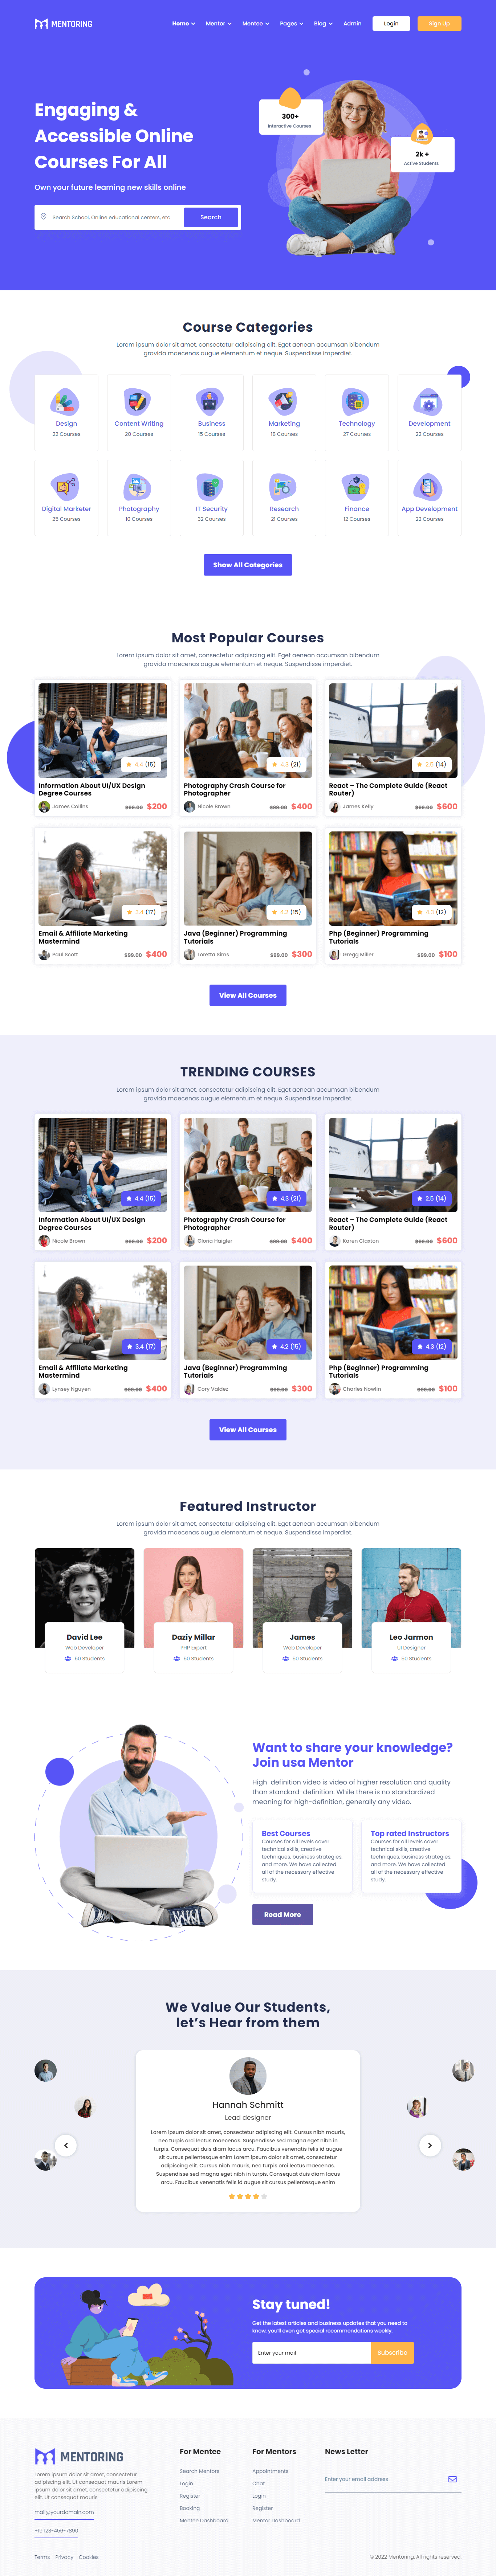 MENTORING
Home Mentor Mentee Pages Blog Admin Login Sign Up
Engaging &
Accessible Online
Courses For All
Own your future learning new skills online
Search School, Online educational centers, etc Search
300+
Interactive Courses
2k +
Active Students
Course Categories
Lorem ipsum dolor sit amet, consectetur adipiscing elit. Eget aenean accumsan bibendum
gravida maecenas augue elementum et neque. Suspendisse imperdiet.
Design Content Writing Business Marketing Technology Development
22 Courses 20 Courses 15 Courses 18 Courses 27 Courses 22 Courses
Digital Marketer Photography IT Security Research Finance App Development
25 Courses 10 Courses 32 Courses 21 Courses 12 Courses 22 Courses
Show All Categories
Most Popular Courses
Lorem ipsum dolor sit amet, consectetur adipiscing elit. Eget aenean accumsan bibendum
gravida maecenas augue elementum et neque. Suspendisse imperdiet.
4.4 (15) 4.3 (21) 2.5 (14)
Information About UI/UX Design Photography Crash Course for React – The Complete Guide (React
Degree Courses Photographer Router)
James Collins $99.00 $200 Nicole Brown $99.00 $400 James Kelly $99.00 $600
3.4 (17) 4.2 (15) 4.3 (12)
Email & Affiliate Marketing Java (Beginner) Programming Php (Beginner) Programming
Mastermind Tutorials Tutorials
Paul Scott $99.00 $400 Loretta Sims $99.00 $300 Gregg Miller $99.00 $100
View All Courses
TRENDING COURSES
Lorem ipsum dolor sit amet, consectetur adipiscing elit. Eget aenean accumsan bibendum
gravida maecenas augue elementum et neque. Suspendisse imperdiet.
4.4 (15) 4.3 (21) 2.5 (14)
Information About UI/UX Design Photography Crash Course for React – The Complete Guide (React
Degree Courses Photographer Router)
Nicole Brown $99.00 $200 Gloria Haigler $99.00 $400 Karen Claxton $99.00 $600
3.4 (17) 4.2 (15) 4.3 (12)
Email & Affiliate Marketing Java (Beginner) Programming Php (Beginner) Programming
Mastermind Tutorials Tutorials
Lynsey Nguyen $99.00 $400 Cory Valdez $99.00 $300 Charles Nowlin $99.00 $100
View All Courses
Featured Instructor
Lorem ipsum dolor sit amet, consectetur adipiscing elit. Eget aenean accumsan bibendum
gravida maecenas augue elementum et neque. Suspendisse imperdiet.
David Lee Daziy Millar James Leo Jarmon
Web Developer PHP Expert Web Developer UI Designer
50 Students 50 Students 50 Students 50 Students
Want to share your knowledge?
Join usa Mentor
High-definition video is video of higher resolution and quality
than standard-definition. While there is no standardized
meaning for high-definition, generally any video.
Best Courses
Courses for all levels cover
technical skills, creative
techniques, business strategies,
and more. We have collected
all of the necessary effective
study.
Top rated Instructors
Courses for all levels cover
technical skills, creative
techniques, business strategies,
and more. We have collected
all of the necessary effective
study.
Read More
We Value Our Students,
let's Hear from them
Hannah Schmitt
Lead designer
Lorem ipsum dolor sit amet, consectetur adipiscing elit. Cursus nibh mauris,
nec turpis orci lectus maecenas. Suspendisse sed magna eget nibh in
turpis. Consequat duis diam lacus arcu. Faucibus venenatis felis id augue
sit cursus pellentesque enim Lorem ipsum dolor sit amet, consectetur
adipiscing elit. Cursus nibh mauris, nec turpis orci lectus maecenas.
Suspendisse sed magna eget nibh in turpis. Consequat duis diam lacus
arcu. Faucibus venenatis felis id augue sit cursus pellentesque enim
Stay tuned!
Get the latest articles and business updates that you need to
know, you'll even get special recommendations weekly.
Enter your mail Subscribe
MENTORING
Lorem ipsum dolor sit amet, consectetur
adipiscing elit. Ut consequat mauris Lorem
ipsum dolor sit amet, consectetur adipiscing
elit. Ut consequat mauris
mail@yourdomain.com
+19 123-456-7890
For Mentee
Search Mentors
Login
Register
Booking
Mentee Dashboard
For Mentors
Appointments
Chat
Login
Register
Mentor Dashboard
News Letter
Enter your email address
Terms Privacy Cookies
© 2022 Mentoring. All rights reserved.